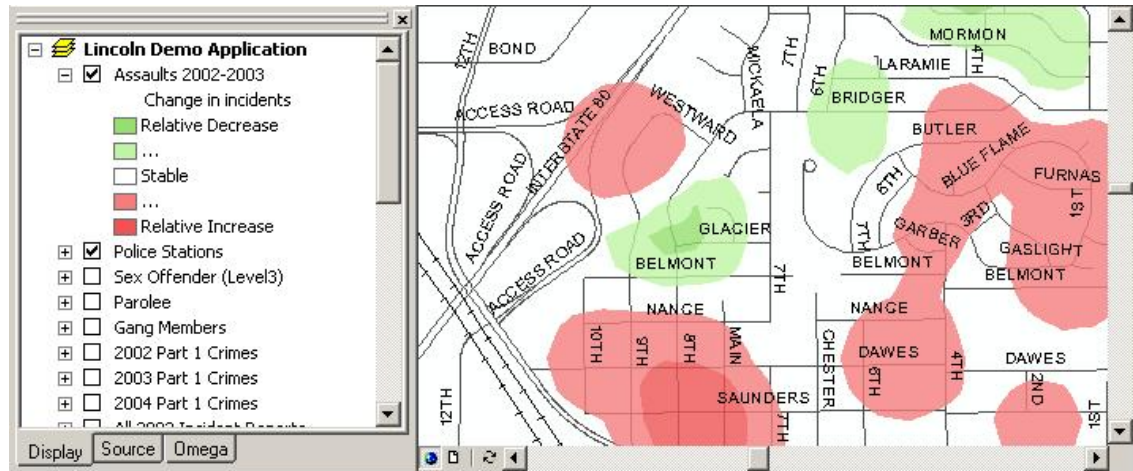 Lincoln Demo Application
Assaults 2002-2003
Change in incidents
Relative Decrease
...
Stable
...
Relative Increase
Police Stations
Sex Offender (Level3)
Parolee
Gang Members
2002 Part 1 Crimes
2003 Part 1 Crimes
2004 Part 1 Crimes
Display
Source
Omega
12TH
BOND
MICKAELA
7TH
6TH
MORMON
4TH
LARAMIE
BRIDGER
ACCESS ROAD
INTERSTATE 80
WESTWARD
BUTLER
BLUE FLAME
FURNAS
1ST
ACCESS ROAD
6TH
7TH
3RD
GARBER
GASLIGHT
GLACIER
BELMONT
BELMONT
BELMONT
ACCESS ROAD
7TH
NANCE
NANCE
10TH
9TH
8TH
MAIN
CHESTER
DAWES
6TH
4TH
DAWES
SAUNDERS
7TH
2ND
1ST
12TH